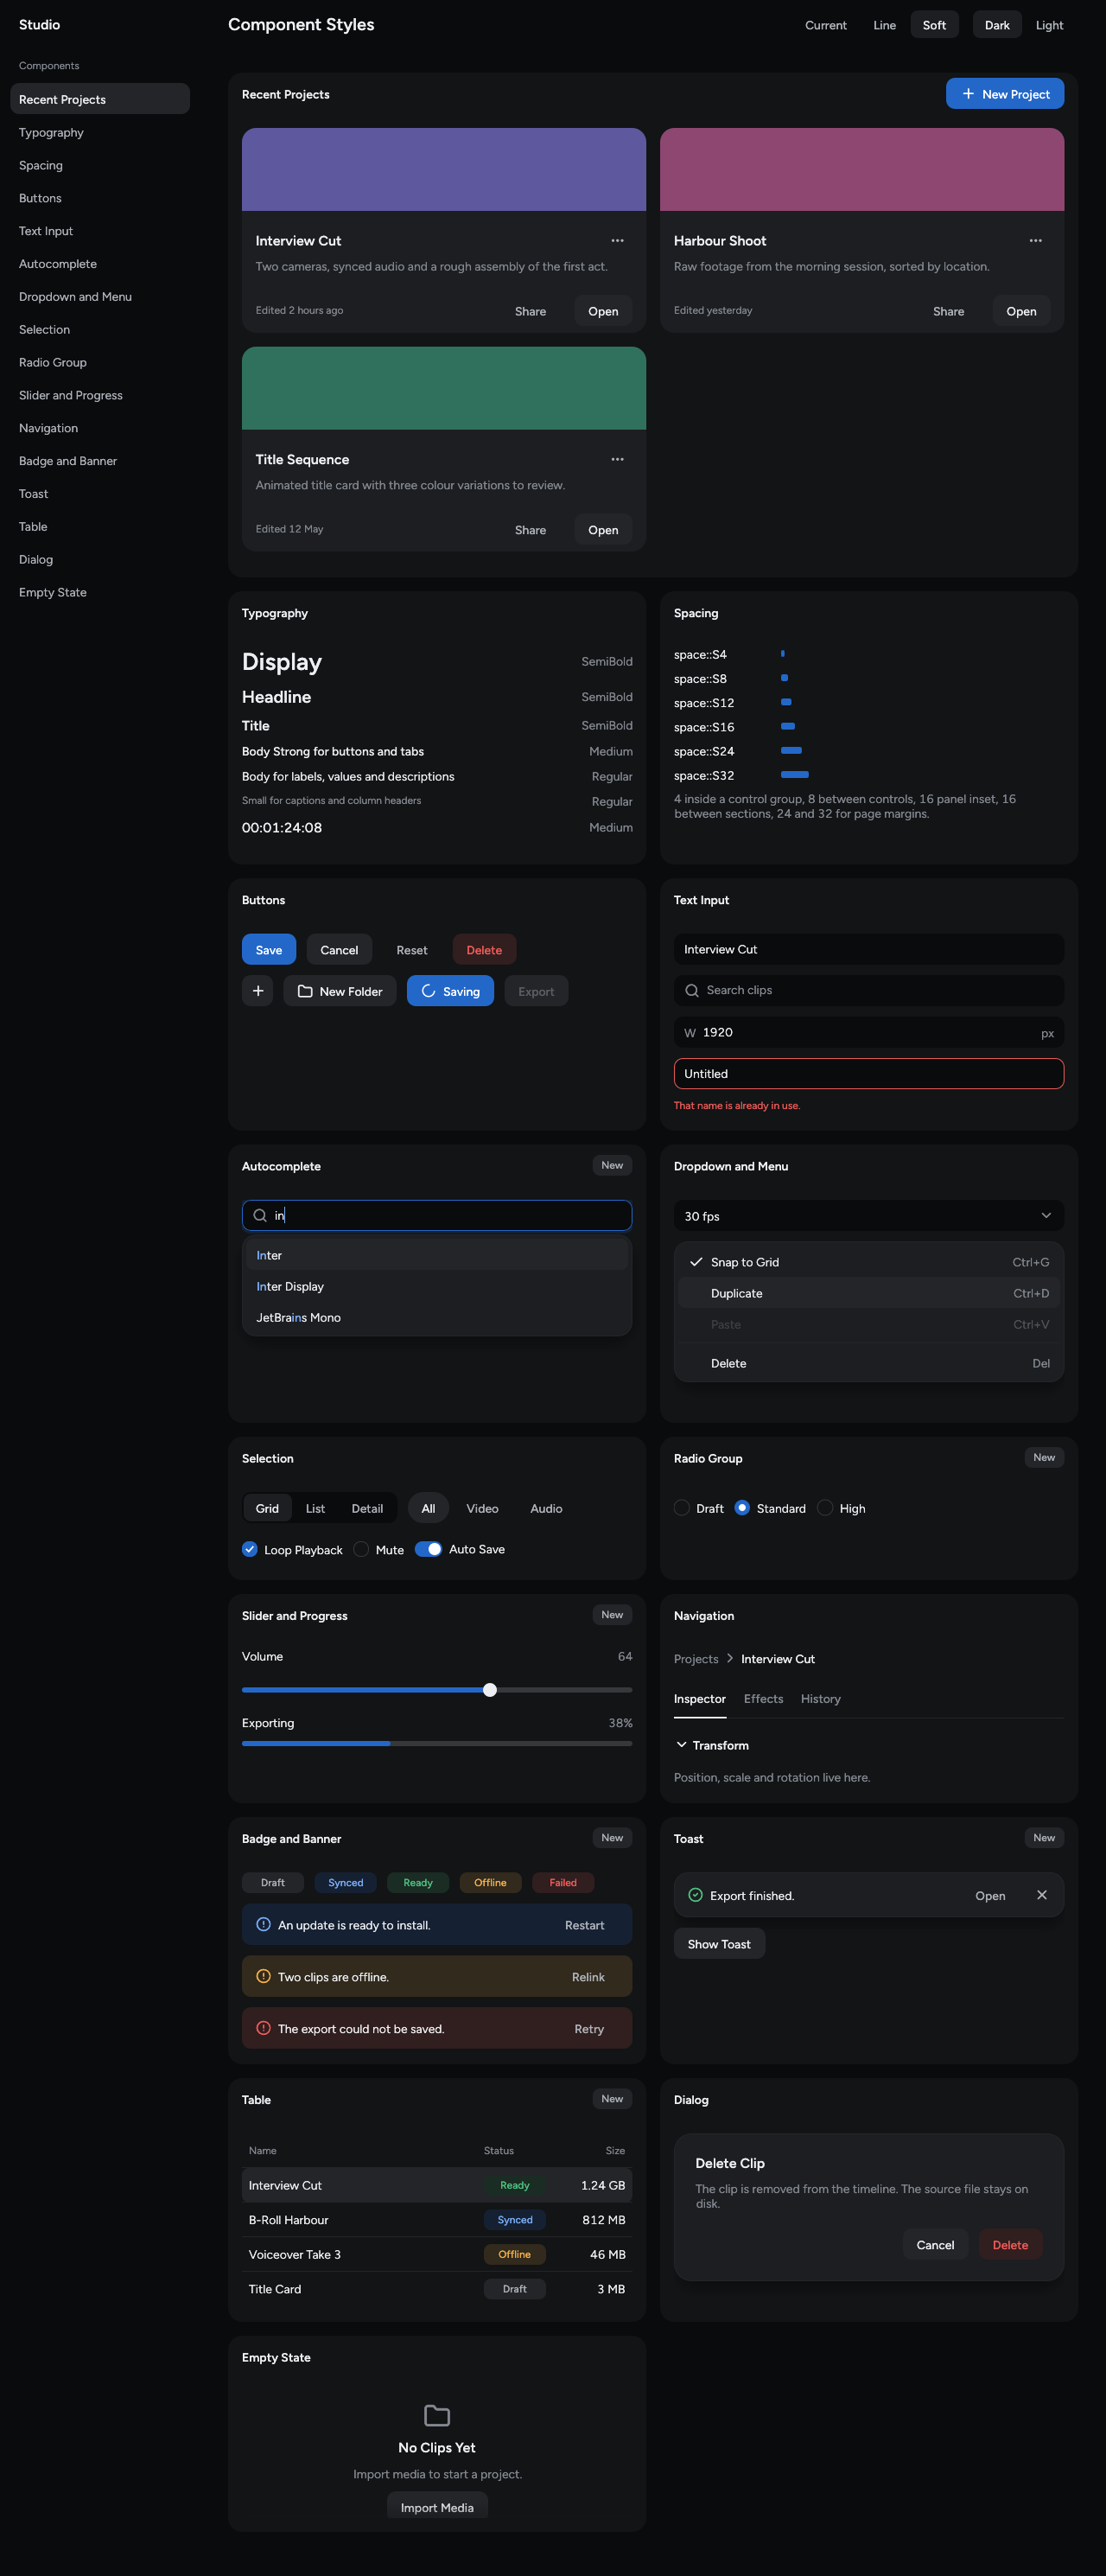 Studio
Components
Recent Projects
Typography
Spacing
Buttons
Text Input
Autocomplete
Dropdown and Menu
Selection
Radio Group
Slider and Progress
Navigation
Badge and Banner
Toast
Table
Dialog
Empty State
Component Styles
Current Line Soft Dark Light
Recent Projects
New Project
Interview Cut
Two cameras, synced audio and a rough assembly of the first act.
Edited 2 hours ago Share Open
Harbour Shoot
Raw footage from the morning session, sorted by location.
Edited yesterday Share Open
Title Sequence
Animated title card with three colour variations to review.
Edited 12 May Share Open
Typography
Display SemiBold
Headline SemiBold
Title SemiBold
Body Strong for buttons and tabs Medium
Body for labels, values and descriptions Regular
Small for captions and column headers Regular
00:01:24:08 Medium
Spacing
space::S4
space::S8
space::S12
space::S16
space::S24
space::S32
4 inside a control group, 8 between controls, 16 panel inset, 16
between sections, 24 and 32 for page margins.
Buttons
Save Cancel Reset Delete
New Folder Saving Export
Text Input
Interview Cut
Search clips
W 1920 px
Untitled
That name is already in use.
Autocomplete New
in
Inter
Inter Display
JetBrains Mono
Dropdown and Menu
30 fps
Snap to Grid Ctrl+G
Duplicate Ctrl+D
Paste Ctrl+V
Delete Del
Selection
Grid List Detail All Video Audio
Loop Playback Mute Auto Save
Radio Group New
Draft Standard High
Slider and Progress New
Volume 64
Exporting 38%
Navigation
Projects Interview Cut
Inspector Effects History
Transform
Position, scale and rotation live here.
Badge and Banner New
Draft Synced Ready Offline Failed
An update is ready to install. Restart
Two clips are offline. Relink
The export could not be saved. Retry
Toast New
Export finished. Open
Show Toast
Table New
Name Status Size
Interview Cut Ready 1.24 GB
B-Roll Harbour Synced 812 MB
Voiceover Take 3 Offline 46 MB
Title Card Draft 3 MB
Dialog
Delete Clip
The clip is removed from the timeline. The source file stays on
disk.
Cancel Delete
Empty State
No Clips Yet
Import media to start a project.
Import Media